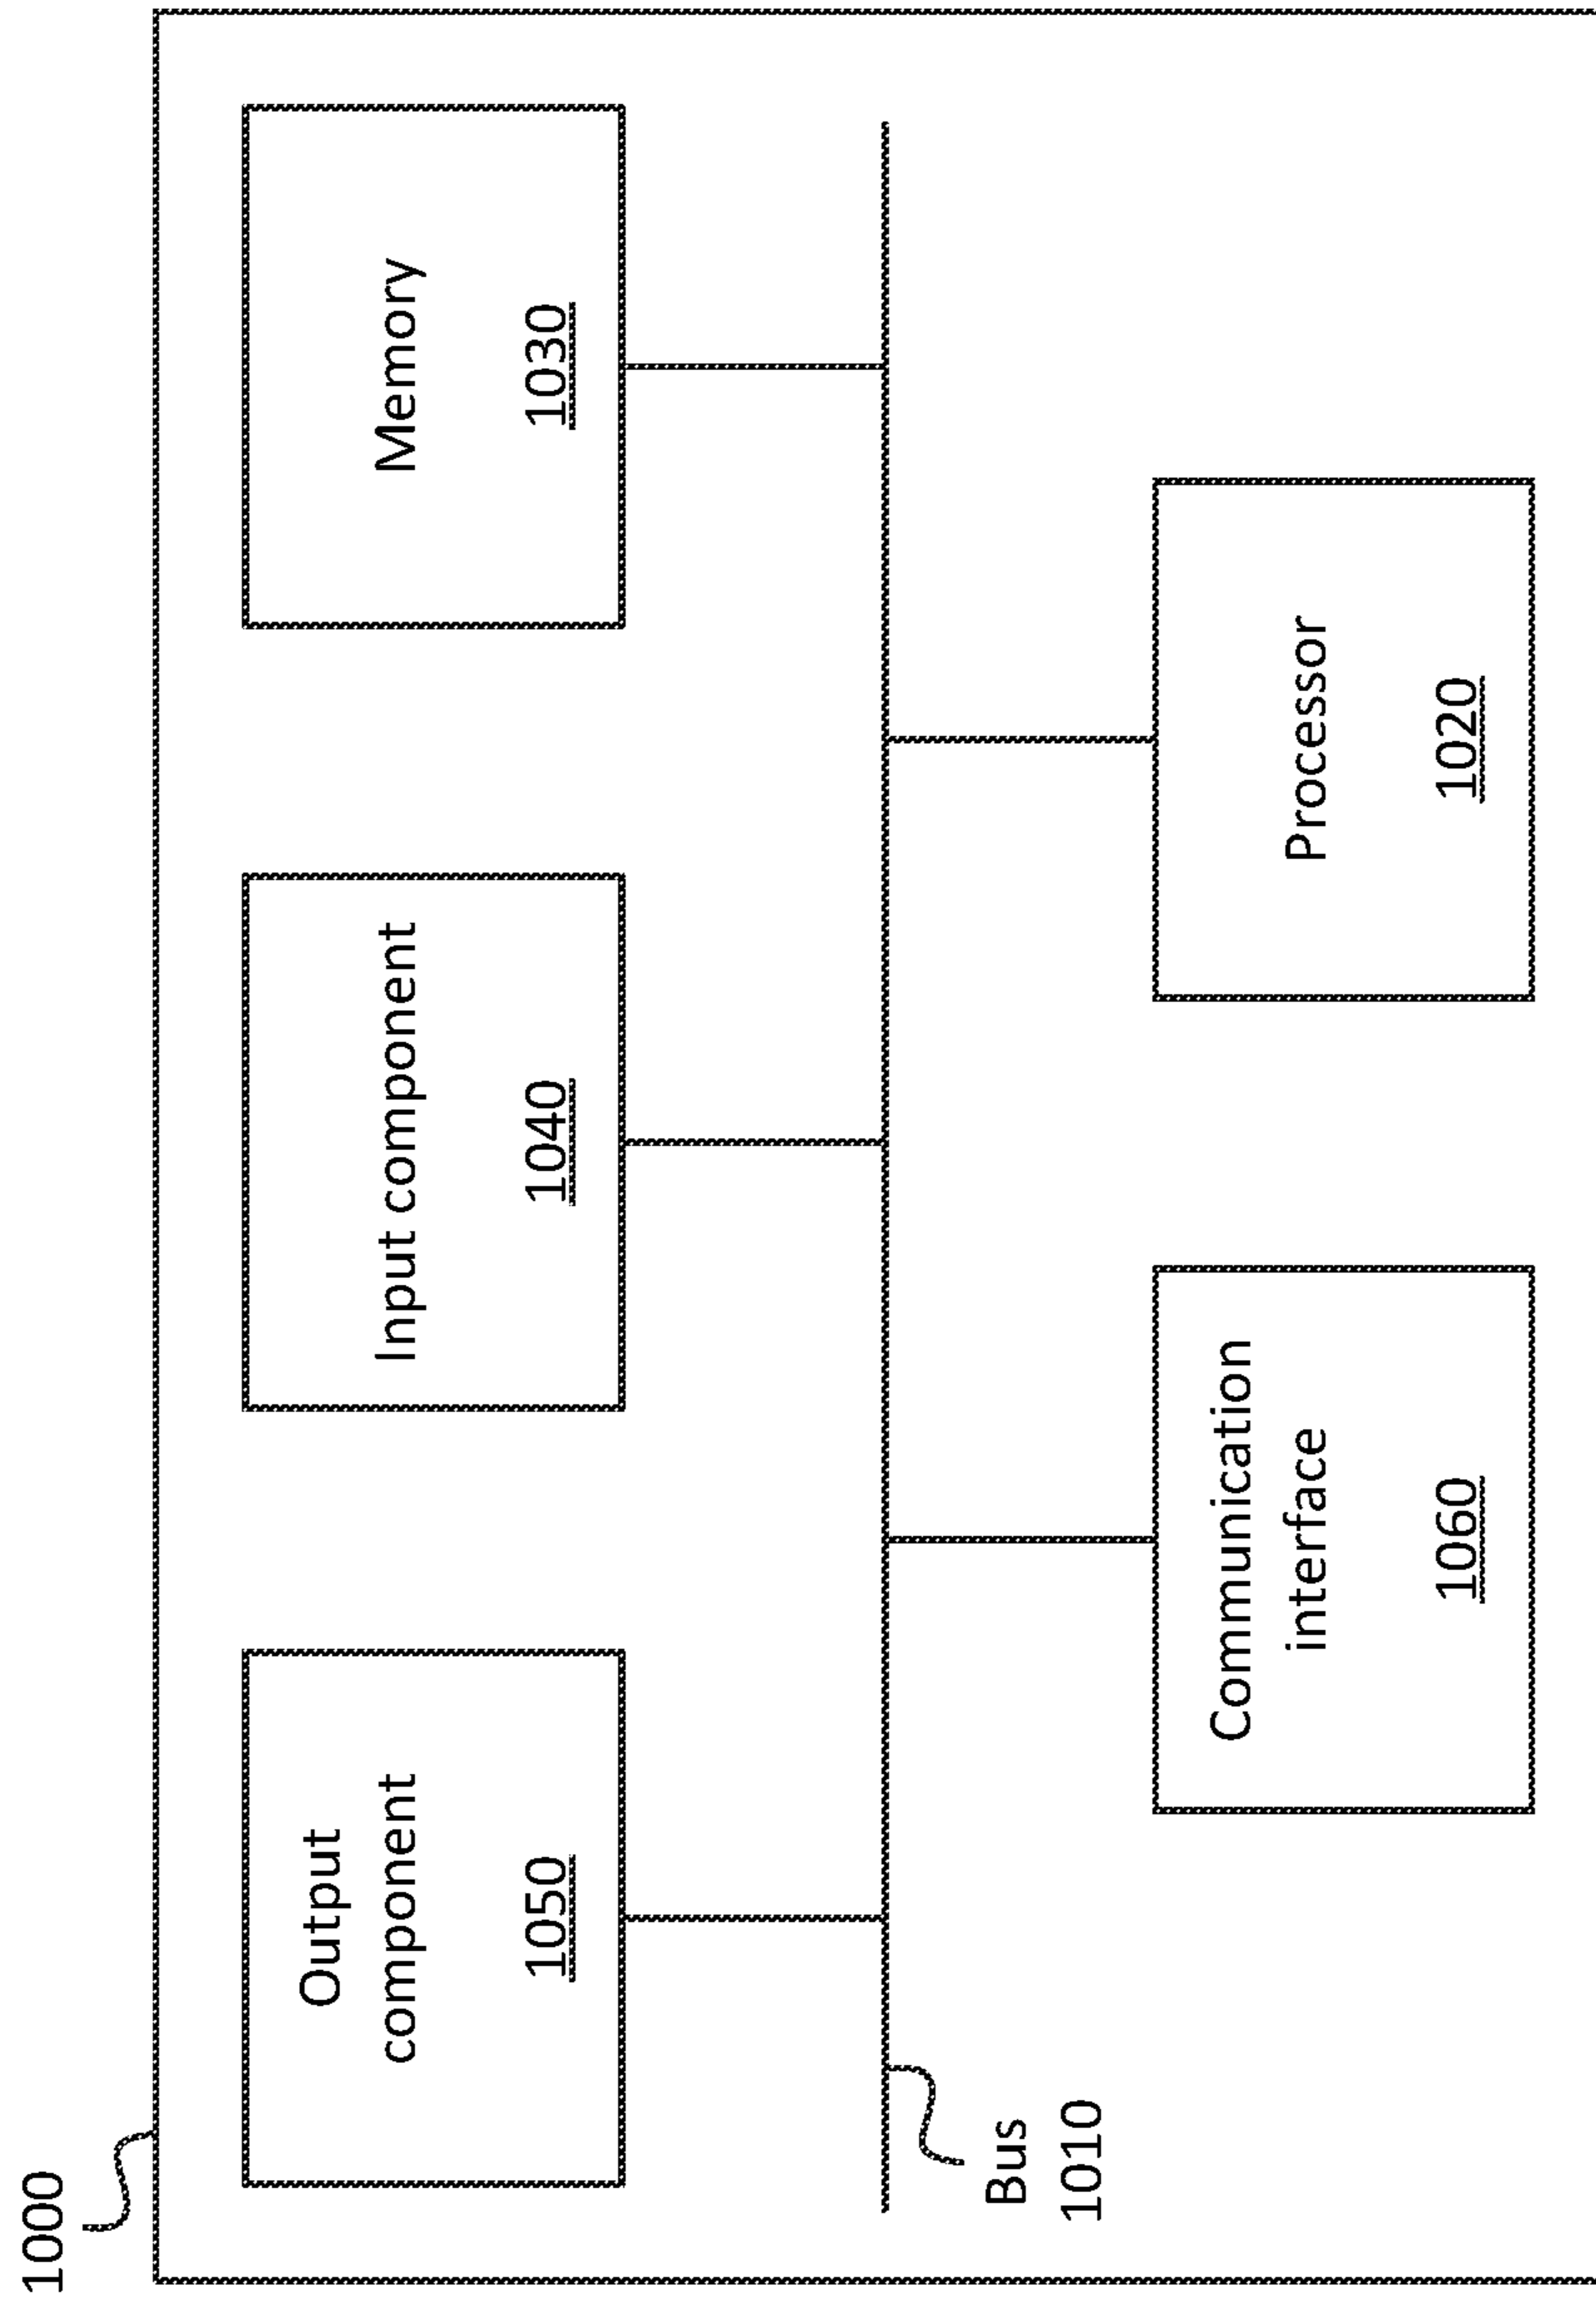 1000
Output
component
1050
Input component
1040
Memory
1030
Bus
1010
Communication
interface
1060
Processor
1020